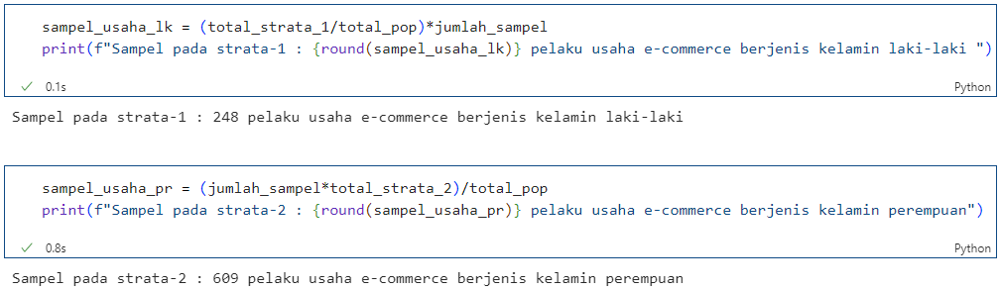 sampel_usaha_lk = (total_strata_1/total_pop)*jumlah_sampel
print(f"Sampel pada strata-1 : {round(sampel_usaha_lk)} pelaku usaha e-commerce berjenis kelamin laki-laki ")
✓ 0.1s Python
Sampel pada strata-1 : 248 pelaku usaha e-commerce berjenis kelamin laki-laki
sampel_usaha_pr = (jumlah_sampel*total_strata_2)/total_pop
print(f"Sampel pada strata-2 : {round(sampel_usaha_pr)} pelaku usaha e-commerce berjenis kelamin perempuan")
✓ 0.8s Python
Sampel pada strata-2 : 609 pelaku usaha e-commerce berjenis kelamin perempuan